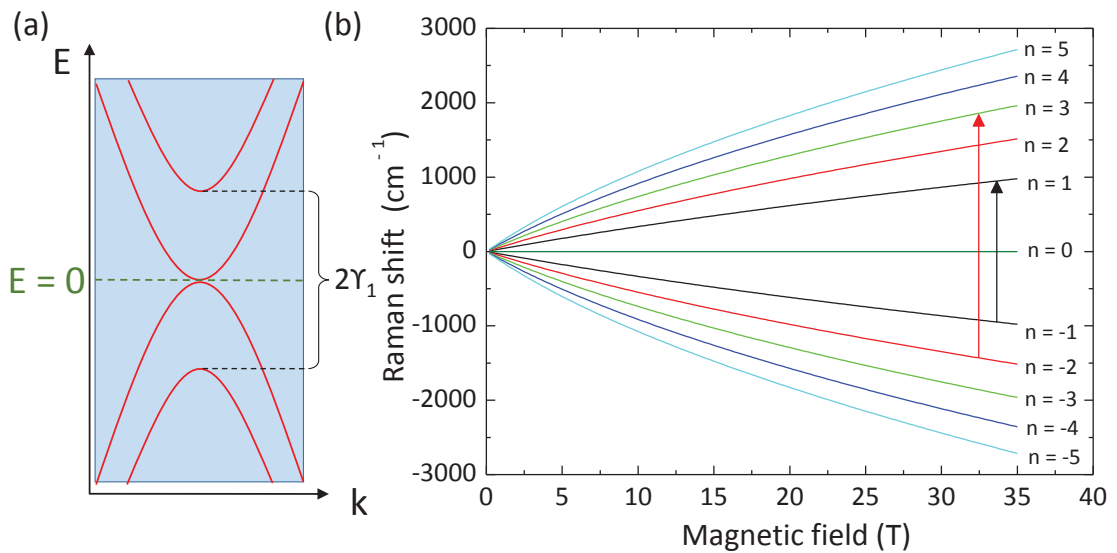 (a)
E
E = 0
2ϒ₁
k
(b)
Raman shift (cm⁻¹)
3000
2000
1000
0
-1000
-2000
-3000
n = 5
n = 4
n = 3
n = 2
n = 1
n = 0
n = -1
n = -2
n = -3
n = -4
n = -5
0 5 10 15 20 25 30 35 40
Magnetic field (T)